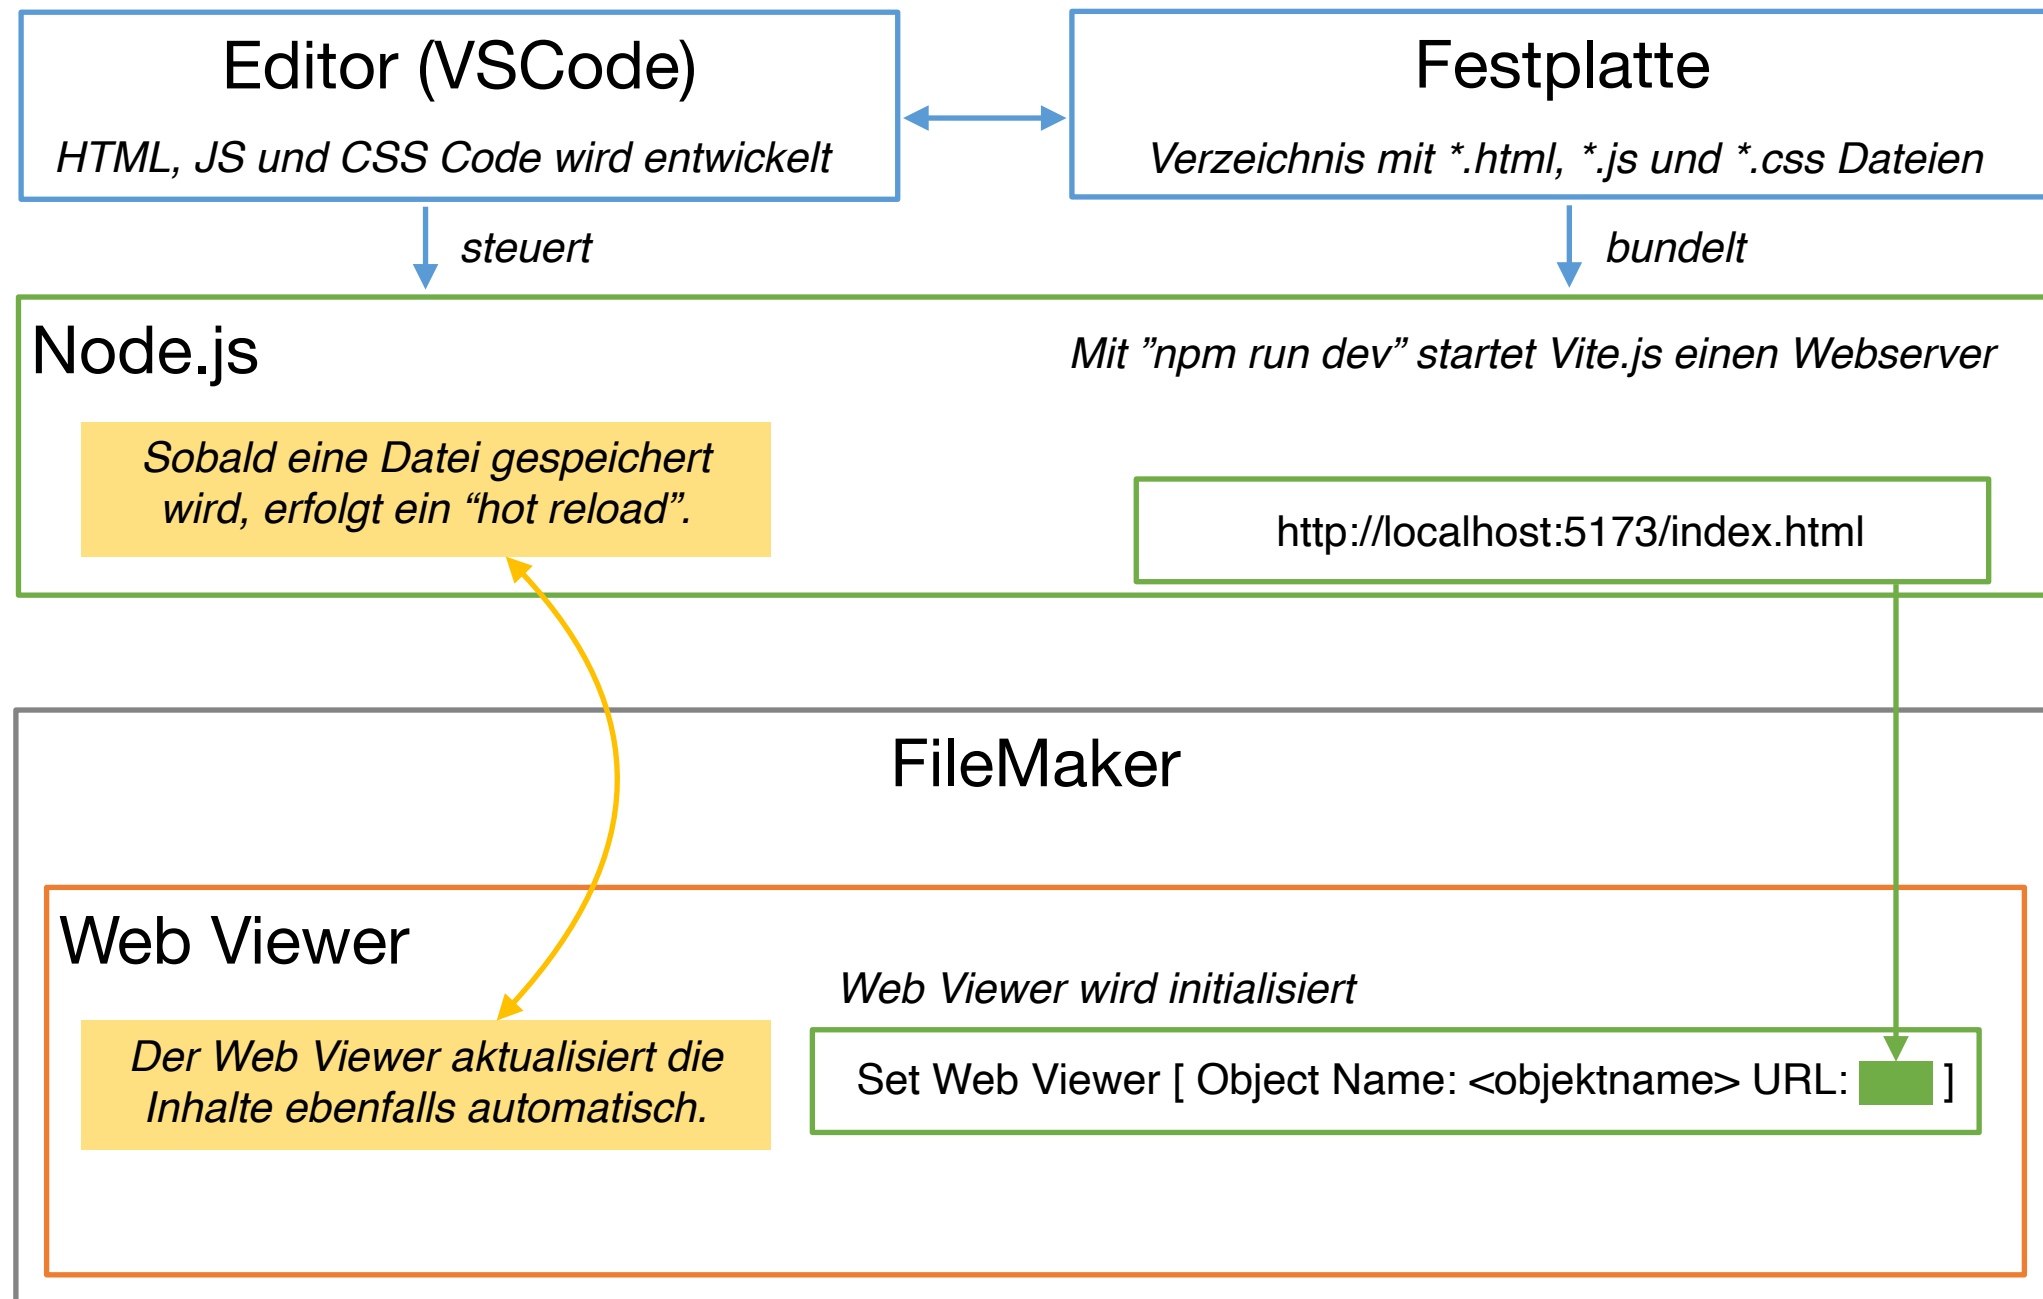 Editor (VSCode)
HTML, JS und CSS Code wird entwickelt
Festplatte
Verzeichnis mit *.html, *.js und *.css Dateien
steuert
bundelt
Node.js
Mit ”npm run dev” startet Vite.js einen Webserver
Sobald eine Datei gespeichert
wird, erfolgt ein “hot reload”.
http://localhost:5173/index.html
FileMaker
Web Viewer
Web Viewer wird initialisiert
Der Web Viewer aktualisiert die
Inhalte ebenfalls automatisch.
Set Web Viewer [ Object Name: <objektname> URL: ]